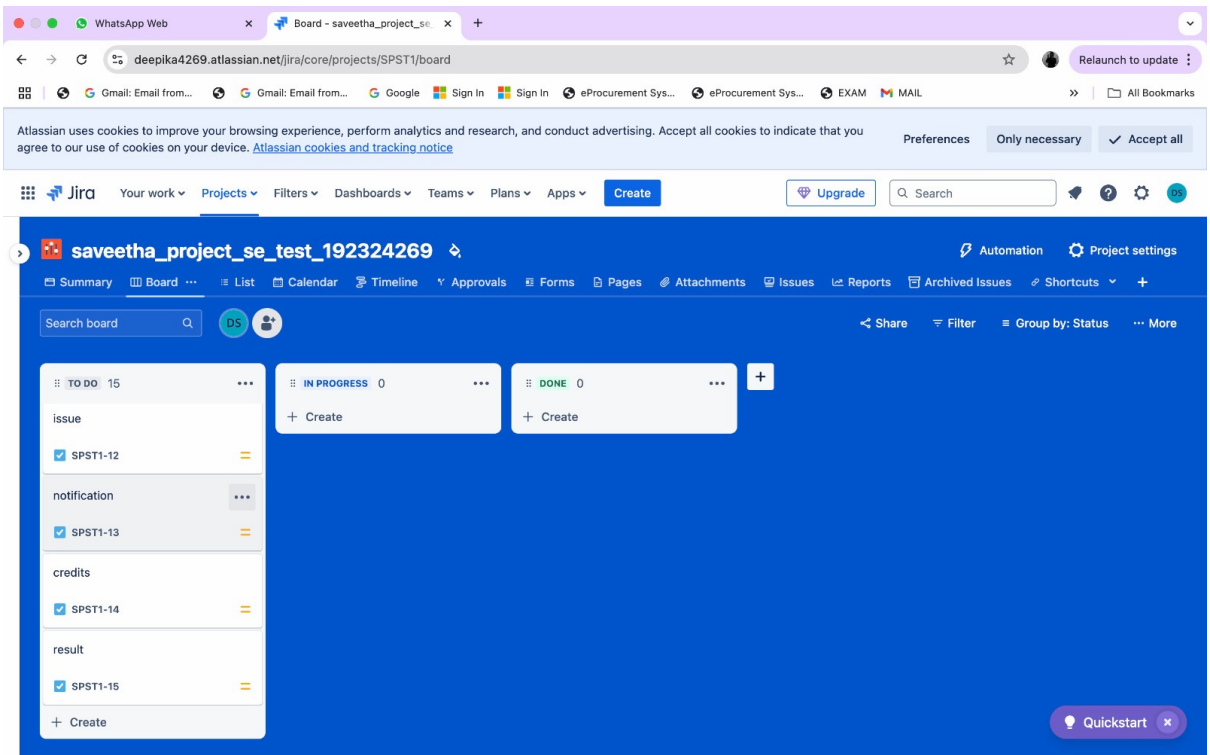 WhatsApp Web
Board - saveetha_project_se_
deepika4269.atlassian.net/jira/core/projects/SPST1/board
Relaunch to update
Gmail: Email from... Gmail: Email from... Google Sign In Sign In eProcurement Sys... eProcurement Sys... EXAM MAIL All Bookmarks
Atlassian uses cookies to improve your browsing experience, perform analytics and research, and conduct advertising. Accept all cookies to indicate that you
agree to our use of cookies on your device. Atlassian cookies and tracking notice
Preferences Only necessary Accept all
Jira Your work Projects Filters Dashboards Teams Plans Apps Create Upgrade Search DS
saveetha_project_se_test_192324269 Automation Project settings
Summary Board List Calendar Timeline Approvals Forms Pages Attachments Issues Reports Archived Issues Shortcuts
Search board DS Share Filter Group by: Status More
TO DO 15
issue
SPST1-12
notification
SPST1-13
credits
SPST1-14
result
SPST1-15
+ Create
IN PROGRESS 0
+ Create
DONE 0
+ Create
Quickstart